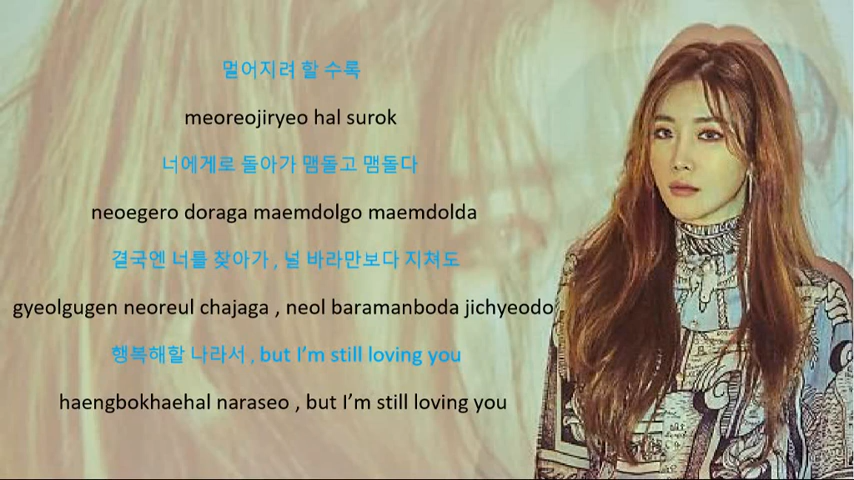 멀어지려 할 수록
meoreojiryeo hal surok
너에게로 돌아가 맴돌고 맴돌다
neoegero doraga maemdolgo maemdolda
결국엔 너를 찾아가 , 널 바라만보다 지쳐도
gyeolgugen neoreul chajaga , neol baramanboda jichyeodo
행복해할 나라서 , but I’m still loving you
haengbokhaehal naraseo , but I’m still loving you